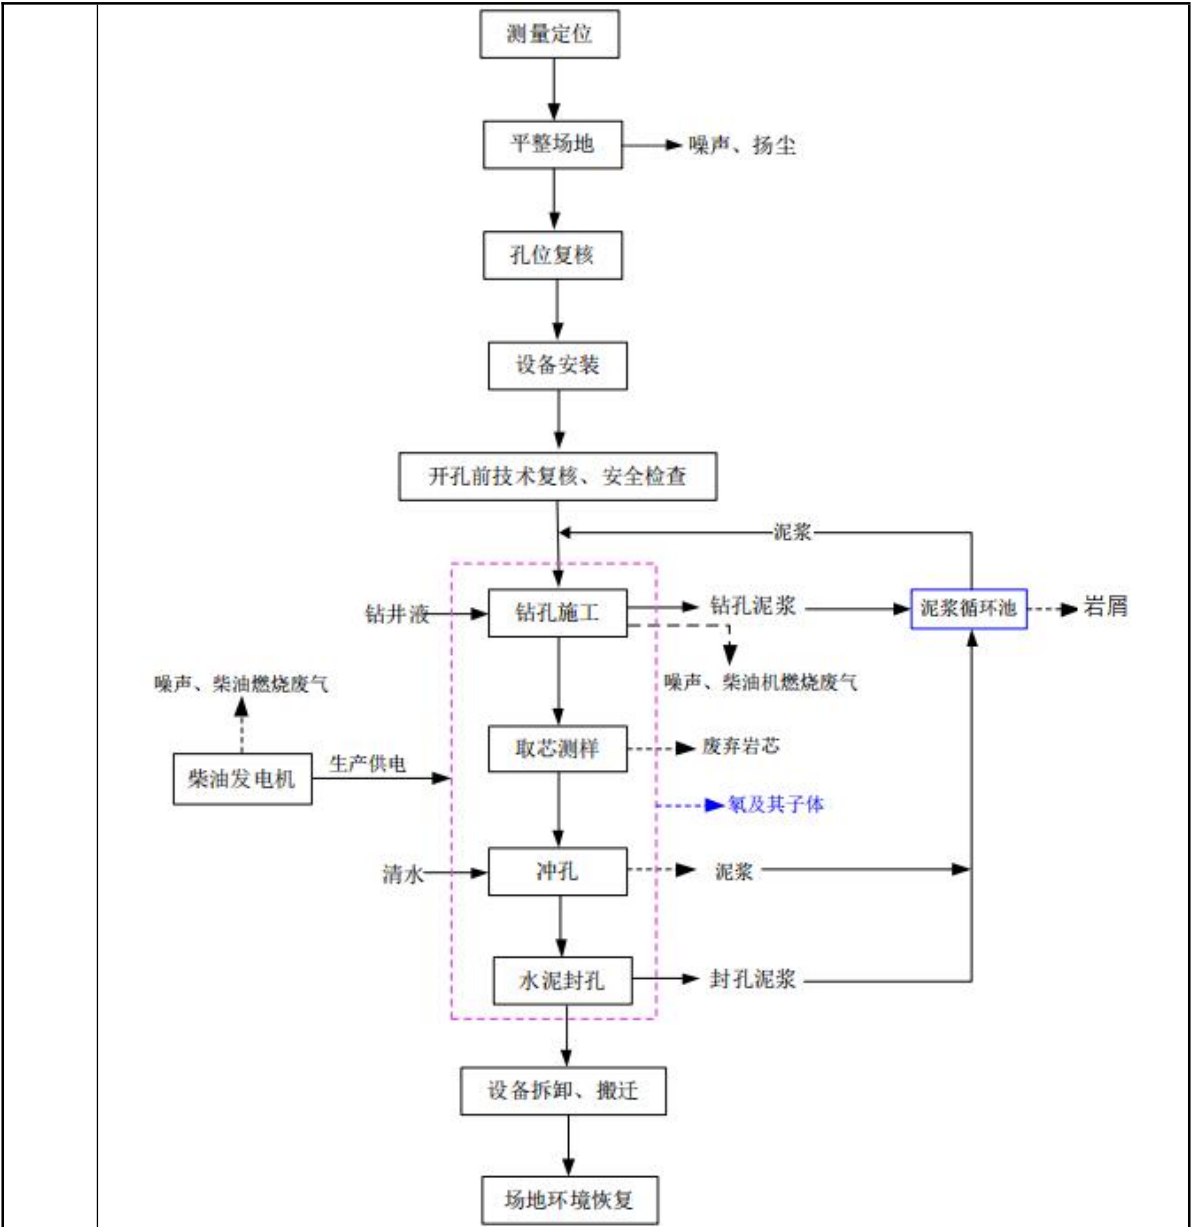 测量定位
平整场地
噪声、扬尘
孔位复核
设备安装
开孔前技术复核、安全检查
泥浆
钻井液
钻孔施工
钻孔泥浆
泥浆循环池
岩屑
噪声、柴油燃烧废气
噪声、柴油机燃烧废气
取芯测样
废弃岩芯
柴油发电机
生产供电
氡及其子体
清水
冲孔
泥浆
水泥封孔
封孔泥浆
设备拆卸、搬迁
场地环境恢复